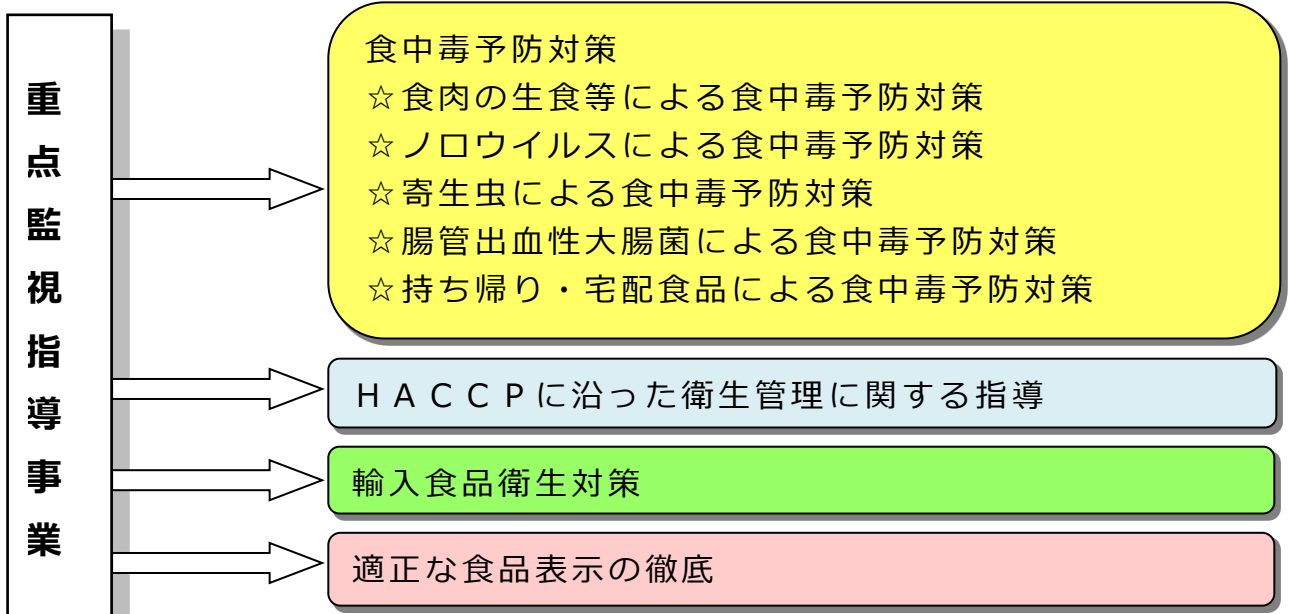 重点監視指導事業
食中毒予防対策
☆食肉の生食等による食中毒予防対策
☆ノロウイルスによる食中毒予防対策
☆寄生虫による食中毒予防対策
☆腸管出血性大腸菌による食中毒予防対策
☆持ち帰り・宅配食品による食中毒予防対策
ＨＡＣＣＰに沿った衛生管理に関する指導
輸入食品衛生対策
適正な食品表示の徹底